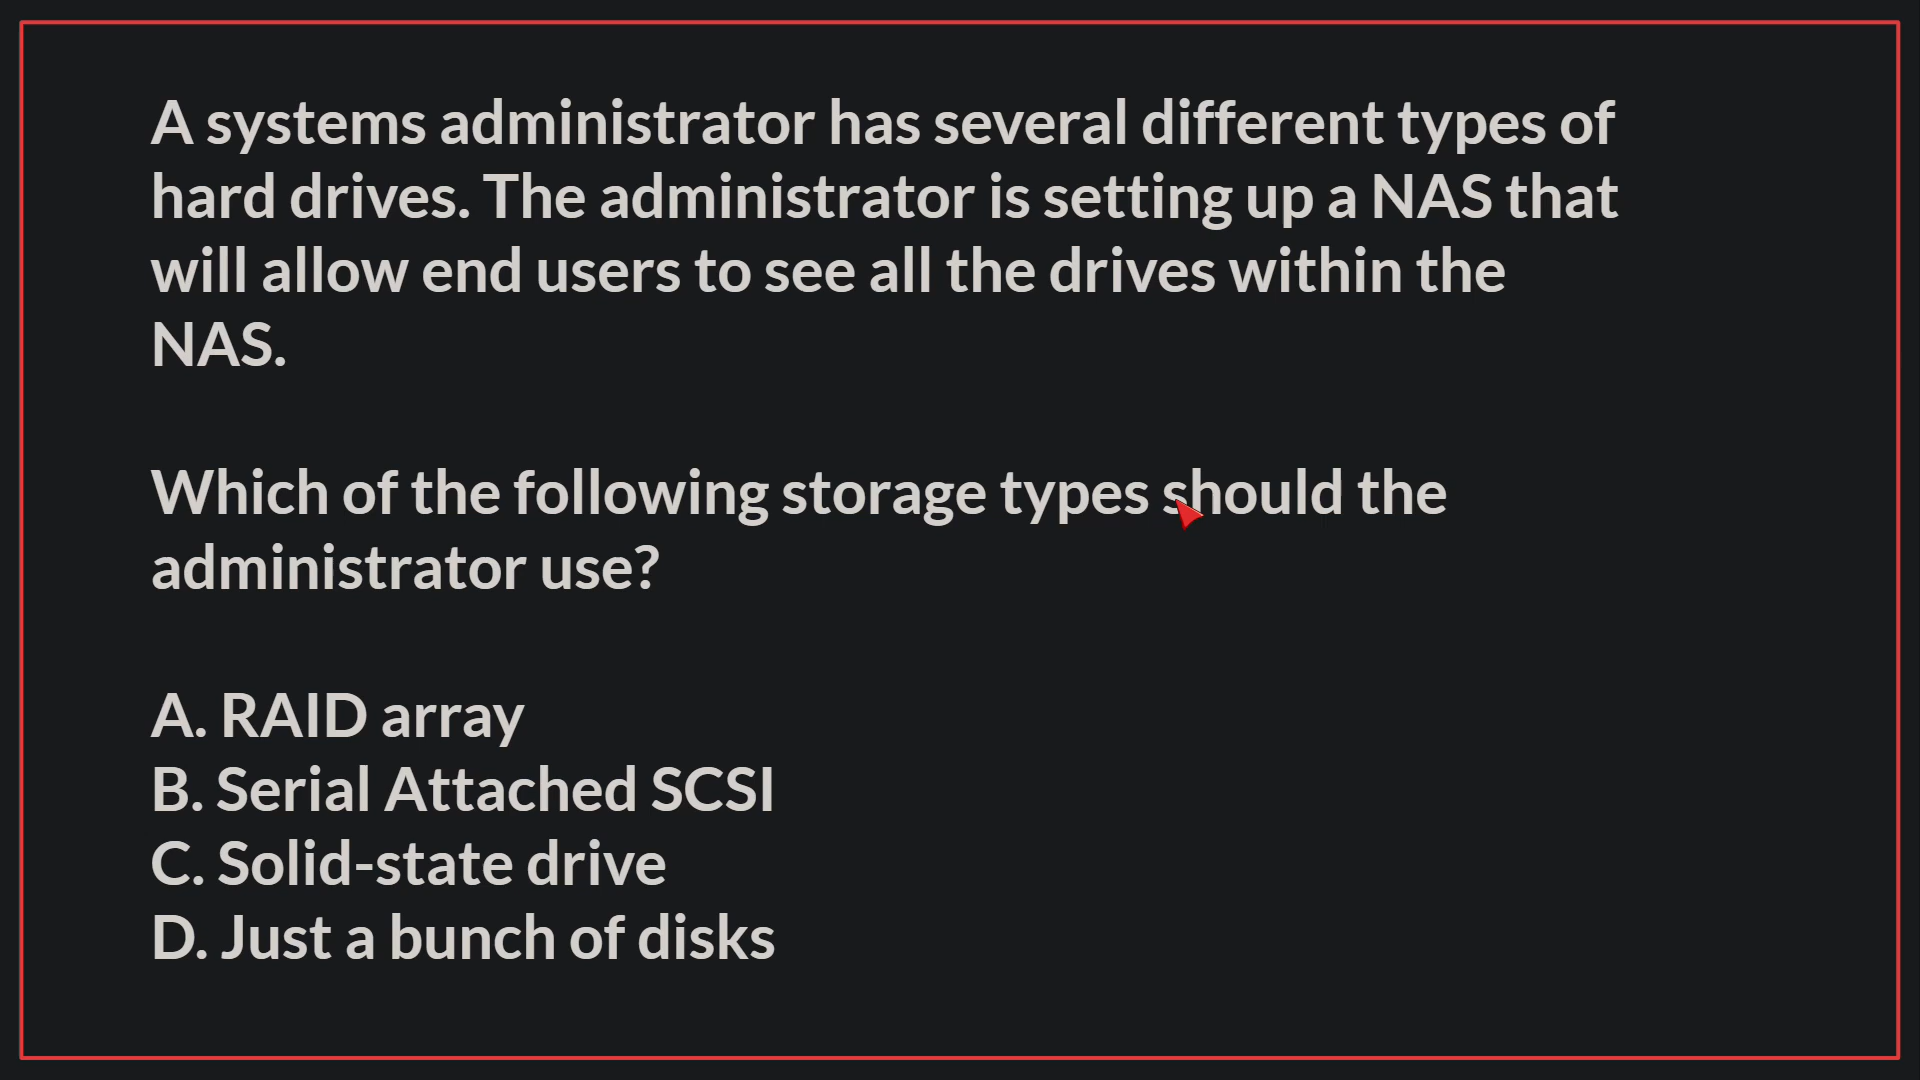 A systems administrator has several different types of
hard drives. The administrator is setting up a NAS that
will allow end users to see all the drives within the
NAS.
Which of the following storage types should the
administrator use?
A. RAID array
B. Serial Attached SCSI
C. Solid-state drive
D. Just a bunch of disks